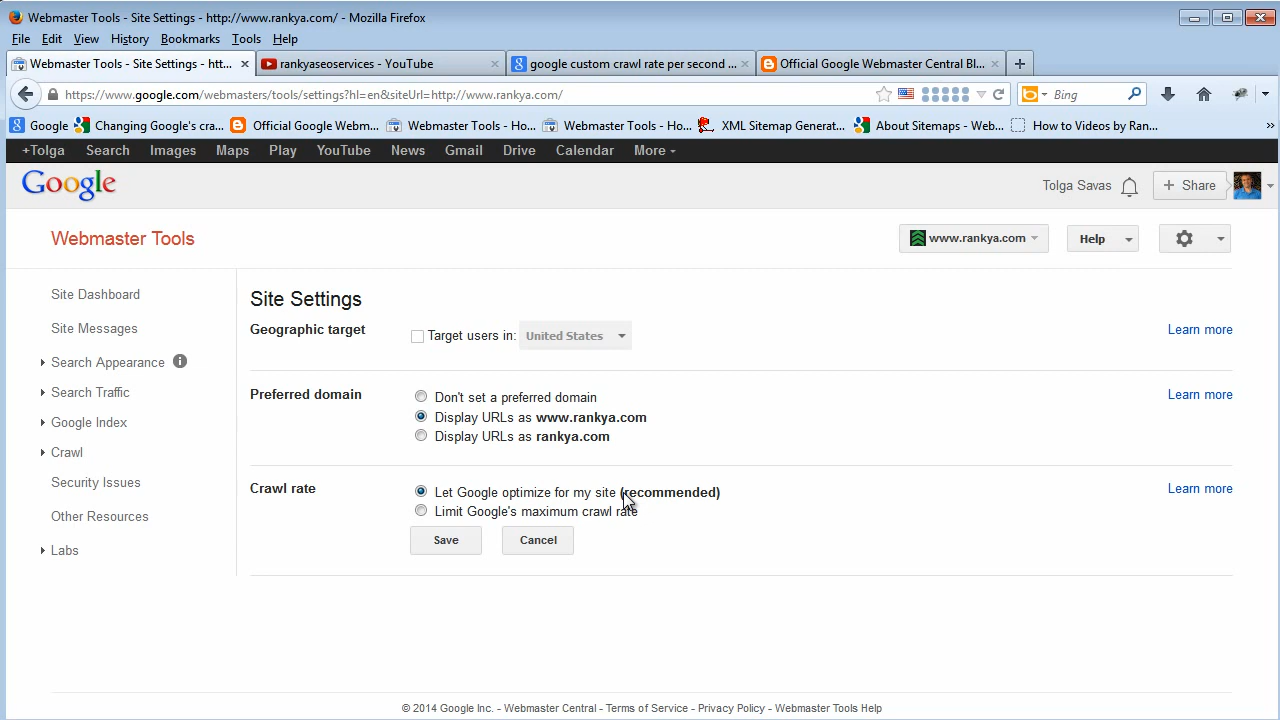 Webmaster Tools - Site Settings - http://www.rankya.com/ - Mozilla Firefox
File Edit View History Bookmarks Tools Help
Webmaster Tools - Site Settings - htt... rankyaseoservices - YouTube google custom crawl rate per second ... Official Google Webmaster Central Bl...
https://www.google.com/webmasters/tools/settings?hl=en&siteUrl=http://www.rankya.com/ Bing
Google Changing Google's cra... Official Google Webm... Webmaster Tools - Ho... Webmaster Tools - Ho... XML Sitemap Generat... About Sitemaps - Web... How to Videos by Ran... »
+Tolga Search Images Maps Play YouTube News Gmail Drive Calendar More
Google Tolga Savas + Share
Webmaster Tools www.rankya.com Help
Site Dashboard
Site Messages
Search Appearance
Search Traffic
Google Index
Crawl
Security Issues
Other Resources
Labs
Site Settings
Geographic target Target users in: United States Learn more
Preferred domain Don't set a preferred domain Learn more
Display URLs as www.rankya.com
Display URLs as rankya.com
Crawl rate Let Google optimize for my site (recommended) Learn more
Limit Google's maximum crawl rate
Save Cancel
© 2014 Google Inc. - Webmaster Central - Terms of Service - Privacy Policy - Webmaster Tools Help